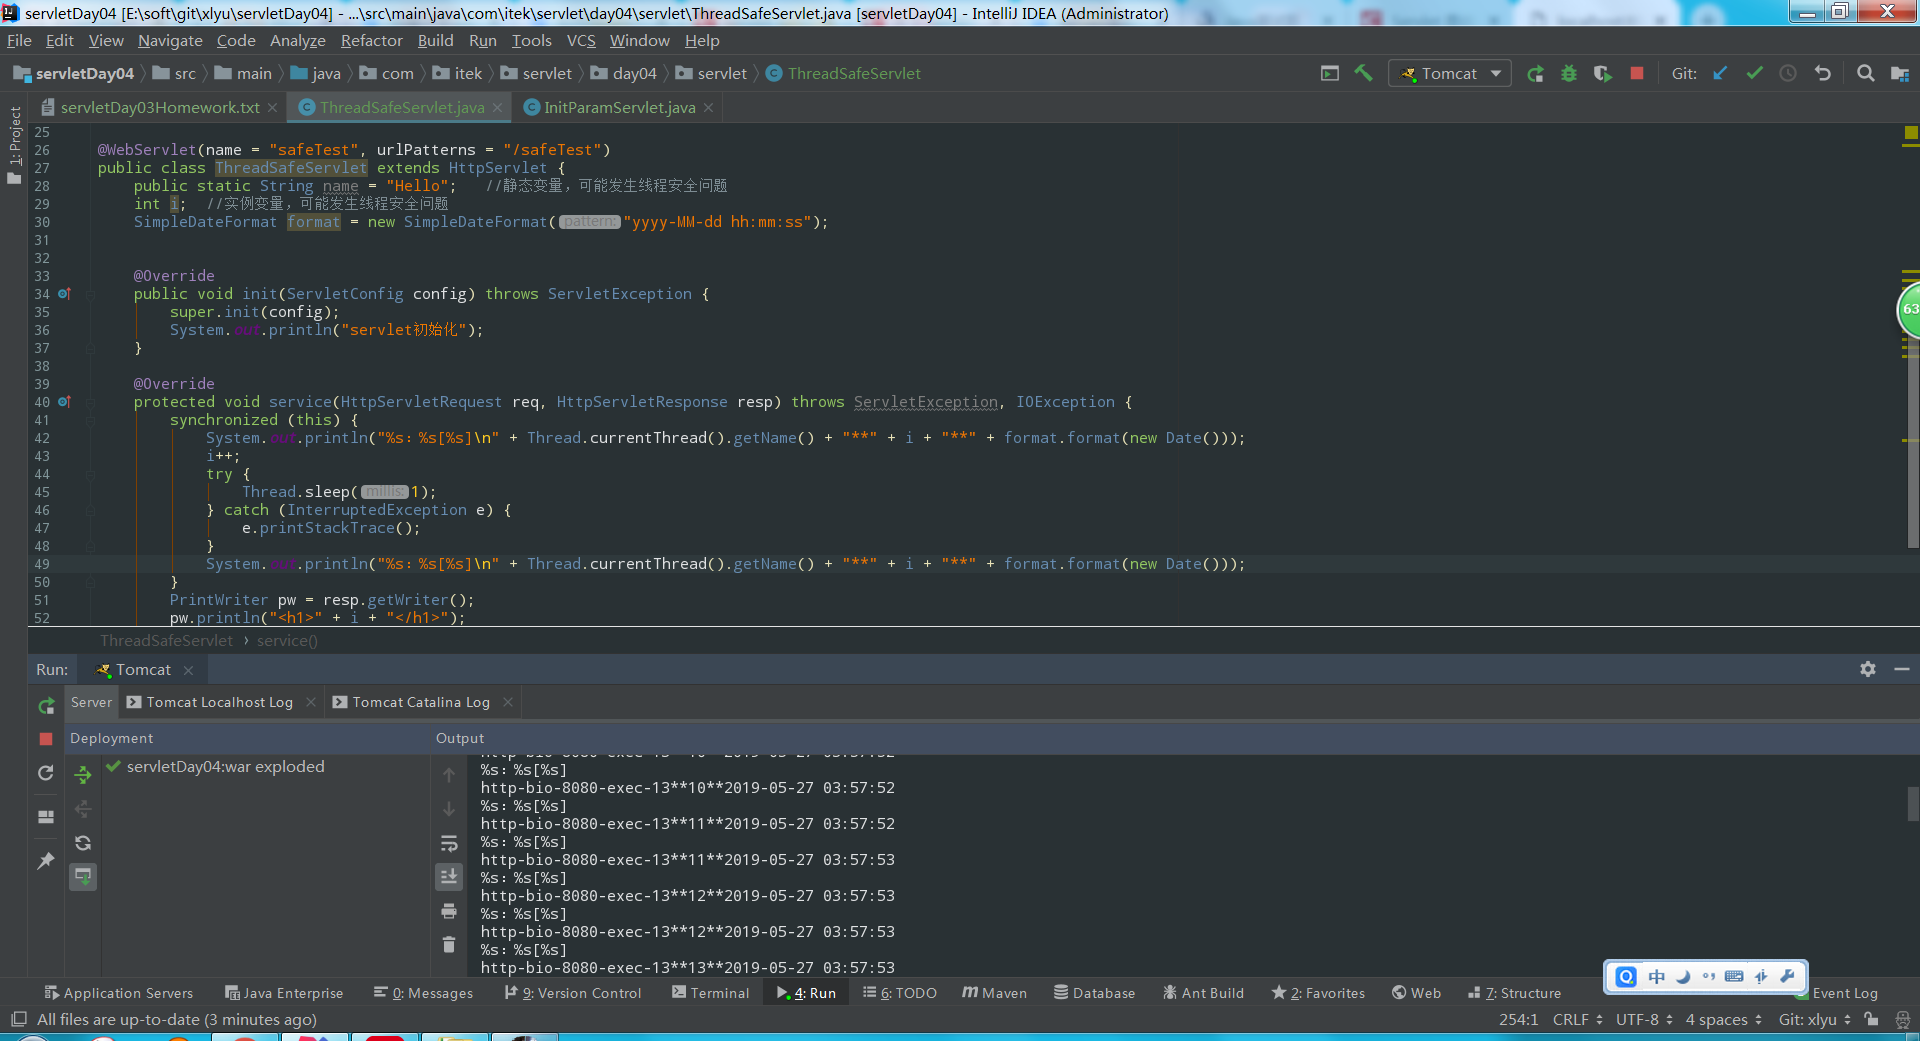 servletDay04 [E:\soft\git\xlyu\servletDay04] - ...\src\main\java\com\itek\servlet\day04\servlet\ThreadSafeServlet.java [servletDay04] - IntelliJ IDEA (Administrator)
File Edit View Navigate Code Analyze Refactor Build Run Tools VCS Window Help
servletDay04 src main java com itek servlet day04 servlet ThreadSafeServlet Tomcat Git:
servletDay03Homework.txt ThreadSafeServlet.java InitParamServlet.java
1: Project
25
26 @WebServlet(name = "safeTest", urlPatterns = "/safeTest")
27 public class ThreadSafeServlet extends HttpServlet {
28 public static String name = "Hello"; //静态变量，可能发生线程安全问题
29 int i; //实例变量，可能发生线程安全问题
30 SimpleDateFormat format = new SimpleDateFormat( pattern: "yyyy-MM-dd hh:mm:ss");
31
32
33 @Override
34 public void init(ServletConfig config) throws ServletException {
35 super.init(config);
36 System.out.println("servlet初始化");
37 }
38
39 @Override
40 protected void service(HttpServletRequest req, HttpServletResponse resp) throws ServletException, IOException {
41 synchronized (this) {
42 System.out.println("%s：%s[%s]\n" + Thread.currentThread().getName() + "**" + i + "**" + format.format(new Date()));
43 i++;
44 try {
45 Thread.sleep( millis: 1);
46 } catch (InterruptedException e) {
47 e.printStackTrace();
48 }
49 System.out.println("%s：%s[%s]\n" + Thread.currentThread().getName() + "**" + i + "**" + format.format(new Date()));
50 }
51 PrintWriter pw = resp.getWriter();
52 pw.println("<h1>" + i + "</h1>");
63
ThreadSafeServlet › service()
Run: Tomcat
Server Tomcat Localhost Log Tomcat Catalina Log
Deployment Output
servletDay04:war exploded
%s：%s[%s]
http-bio-8080-exec-13**10**2019-05-27 03:57:52
%s：%s[%s]
http-bio-8080-exec-13**11**2019-05-27 03:57:52
%s：%s[%s]
http-bio-8080-exec-13**11**2019-05-27 03:57:53
%s：%s[%s]
http-bio-8080-exec-13**12**2019-05-27 03:57:53
%s：%s[%s]
http-bio-8080-exec-13**12**2019-05-27 03:57:53
%s：%s[%s]
http-bio-8080-exec-13**13**2019-05-27 03:57:53
中
Application Servers Java Enterprise 0: Messages 9: Version Control Terminal 4: Run 6: TODO Maven Database Ant Build 2: Favorites Web 7: Structure Event Log
All files are up-to-date (3 minutes ago) 254:1 CRLF UTF-8 4 spaces Git: xlyu